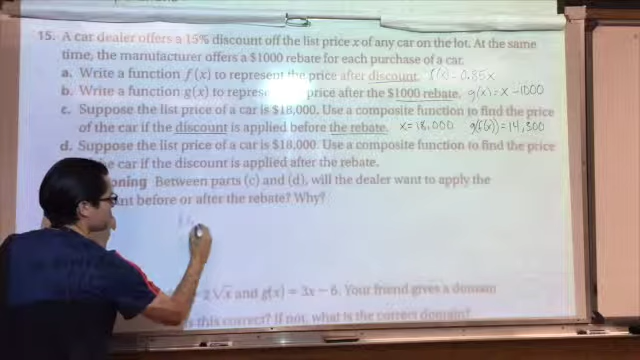 15. A car dealer offers a 15% discount off the list price x of any car on the lot. At the same
time, the manufacturer offers a $1000 rebate for each purchase of a car.
a. Write a function f(x) to represent the price after discount. f(x) = 0.85x
b. Write a function g(x) to repres price after the $1000 rebate. g(x) = x - 1000
c. Suppose the list price of a car is $18,000. Use a composite function to find the price
of the car if the discount is applied before the rebate. x = 18,000 g(f(x)) = 14,300
d. Suppose the list price of a car is $18,000. Use a composite function to find the price
the car if the discount is applied after the rebate.
oning Between parts (c) and (d), will the dealer want to apply the
nt before or after the rebate? Why?
2√x and g(x) = 3x - 6. Your friend gives a domain
s this correct? If not, what is the correct domain?